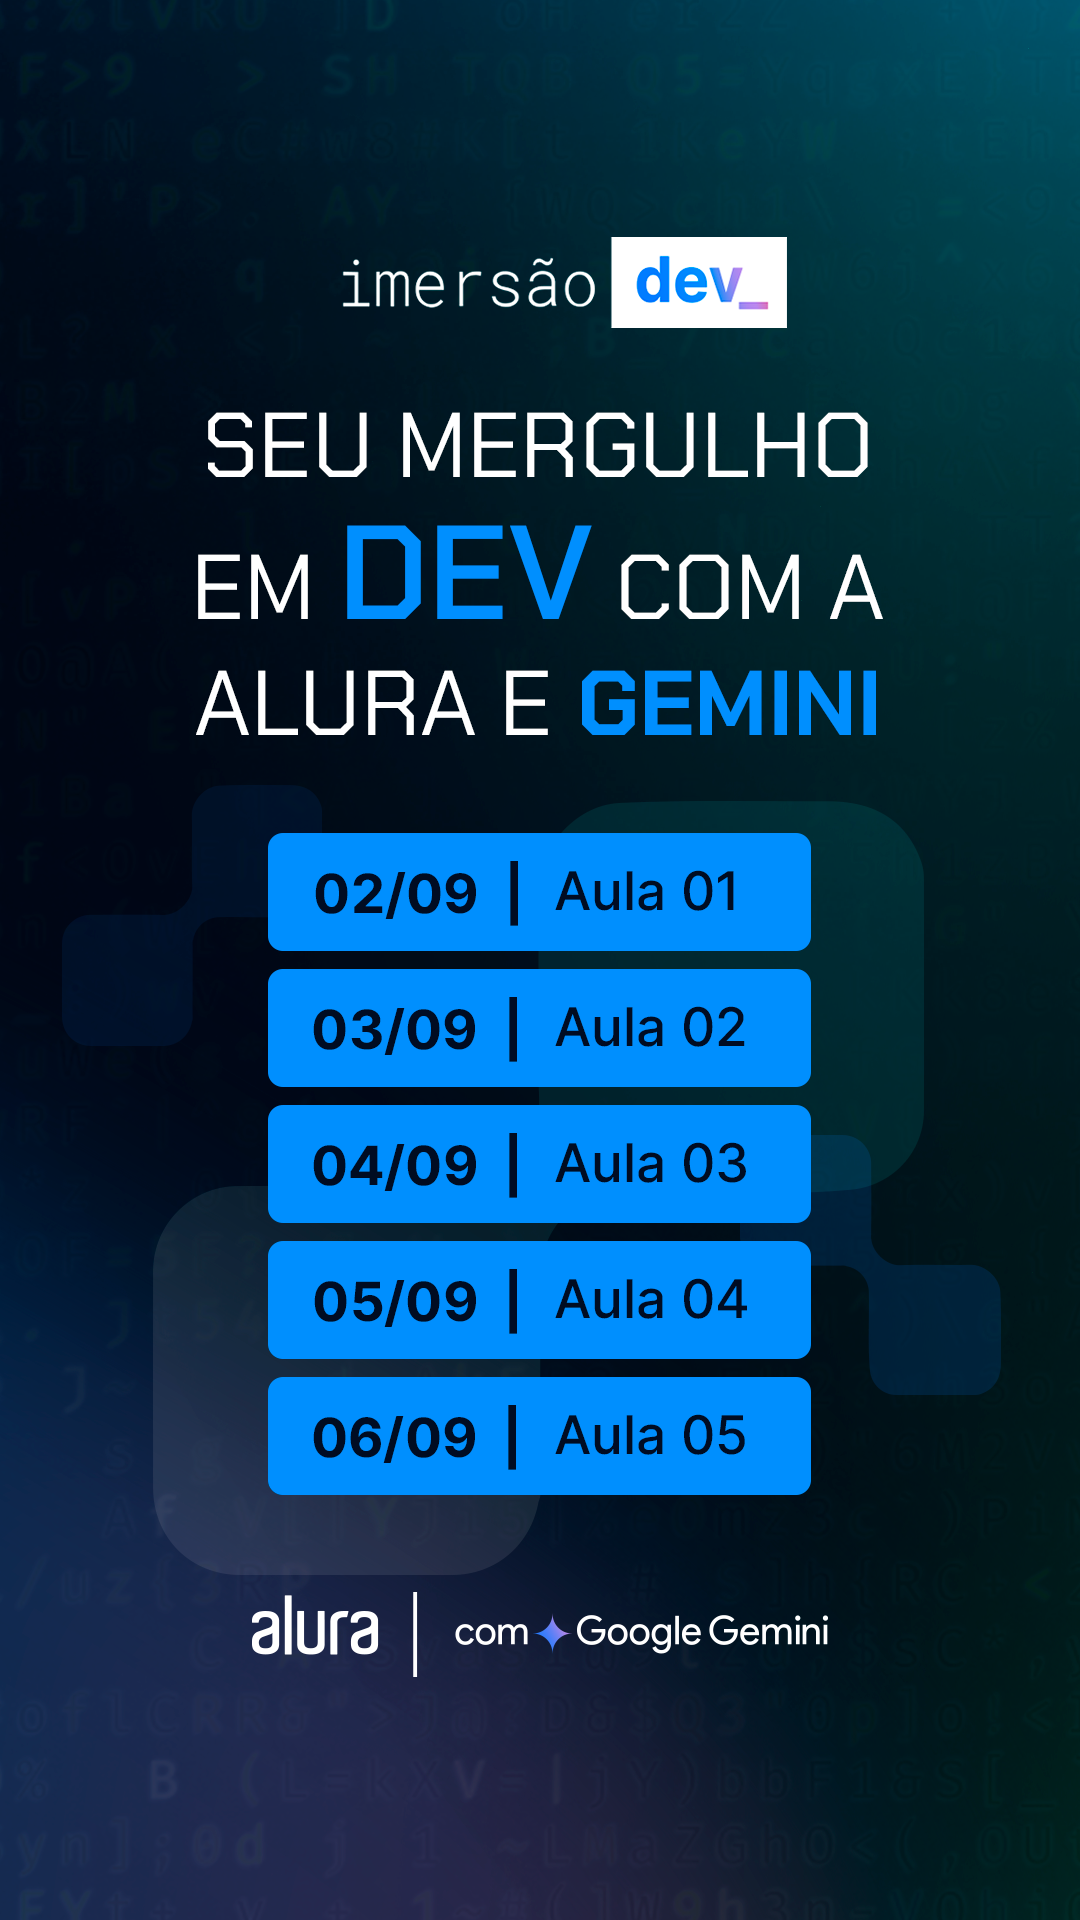 imersão dev_
SEU MERGULHO
EM DEV COM A
ALURA E GEMINI
02/09 | Aula 01
03/09 | Aula 02
04/09 | Aula 03
05/09 | Aula 04
06/09 | Aula 05
alura | com Google Gemini